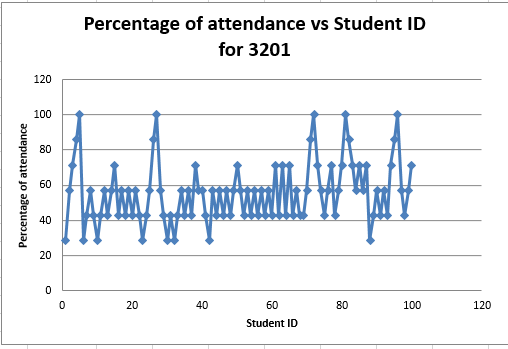 Percentage of attendance vs Student ID
for 3201
120
100
80
60
40
20
0
Percentage of attendance
0 20 40 60 80 100 120
Student ID